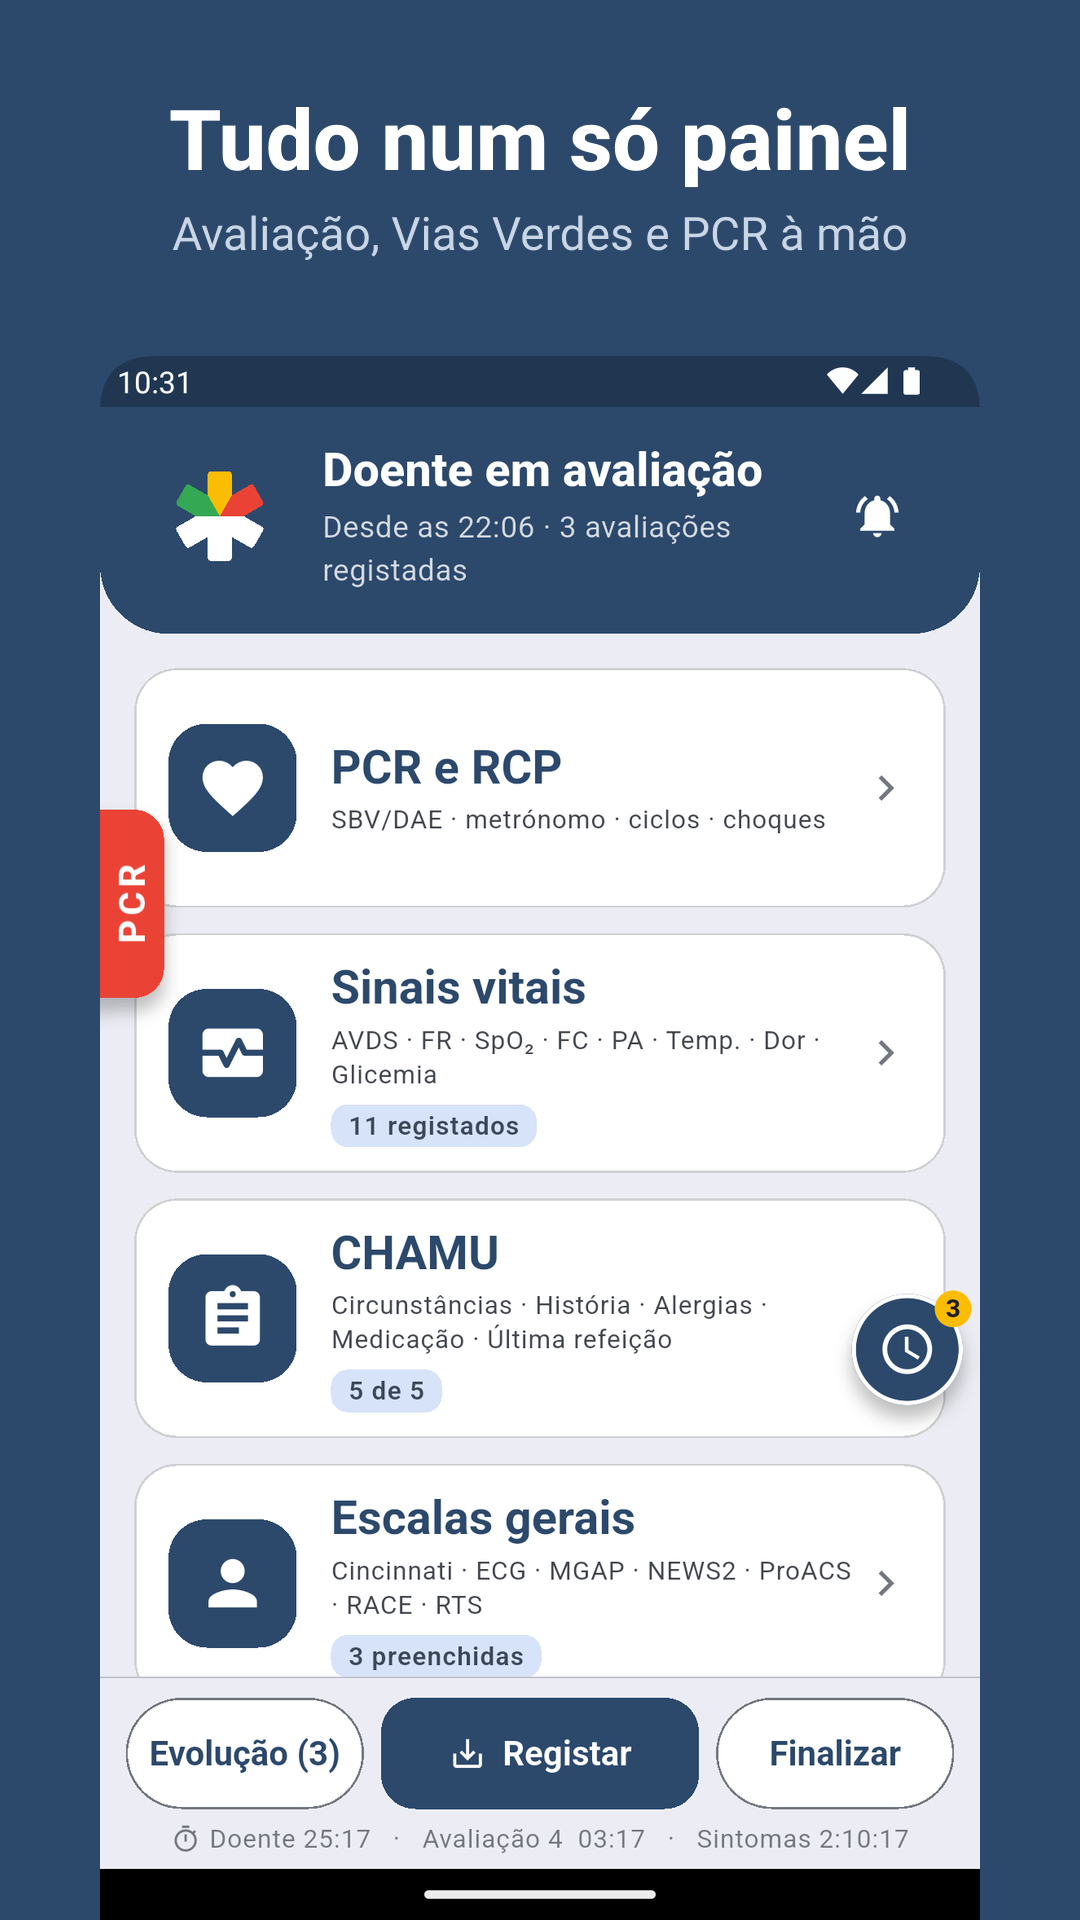 Tudo num só painel
Avaliação, Vias Verdes e PCR à mão
10:31
Doente em avaliação
Desde as 22:06 · 3 avaliações
registadas
PCR e RCP
SBV/DAE · metrónomo · ciclos · choques
PCR
Sinais vitais
AVDS · FR · SpO₂ · FC · PA · Temp. · Dor ·
Glicemia
11 registados
CHAMU
Circunstâncias · História · Alergias ·
Medicação · Última refeição
5 de 5
3
Escalas gerais
Cincinnati · ECG · MGAP · NEWS2 · ProACS
· RACE · RTS
3 preenchidas
Evolução (3)
Registar
Finalizar
Doente 25:17 · Avaliação 4 03:17 · Sintomas 2:10:17